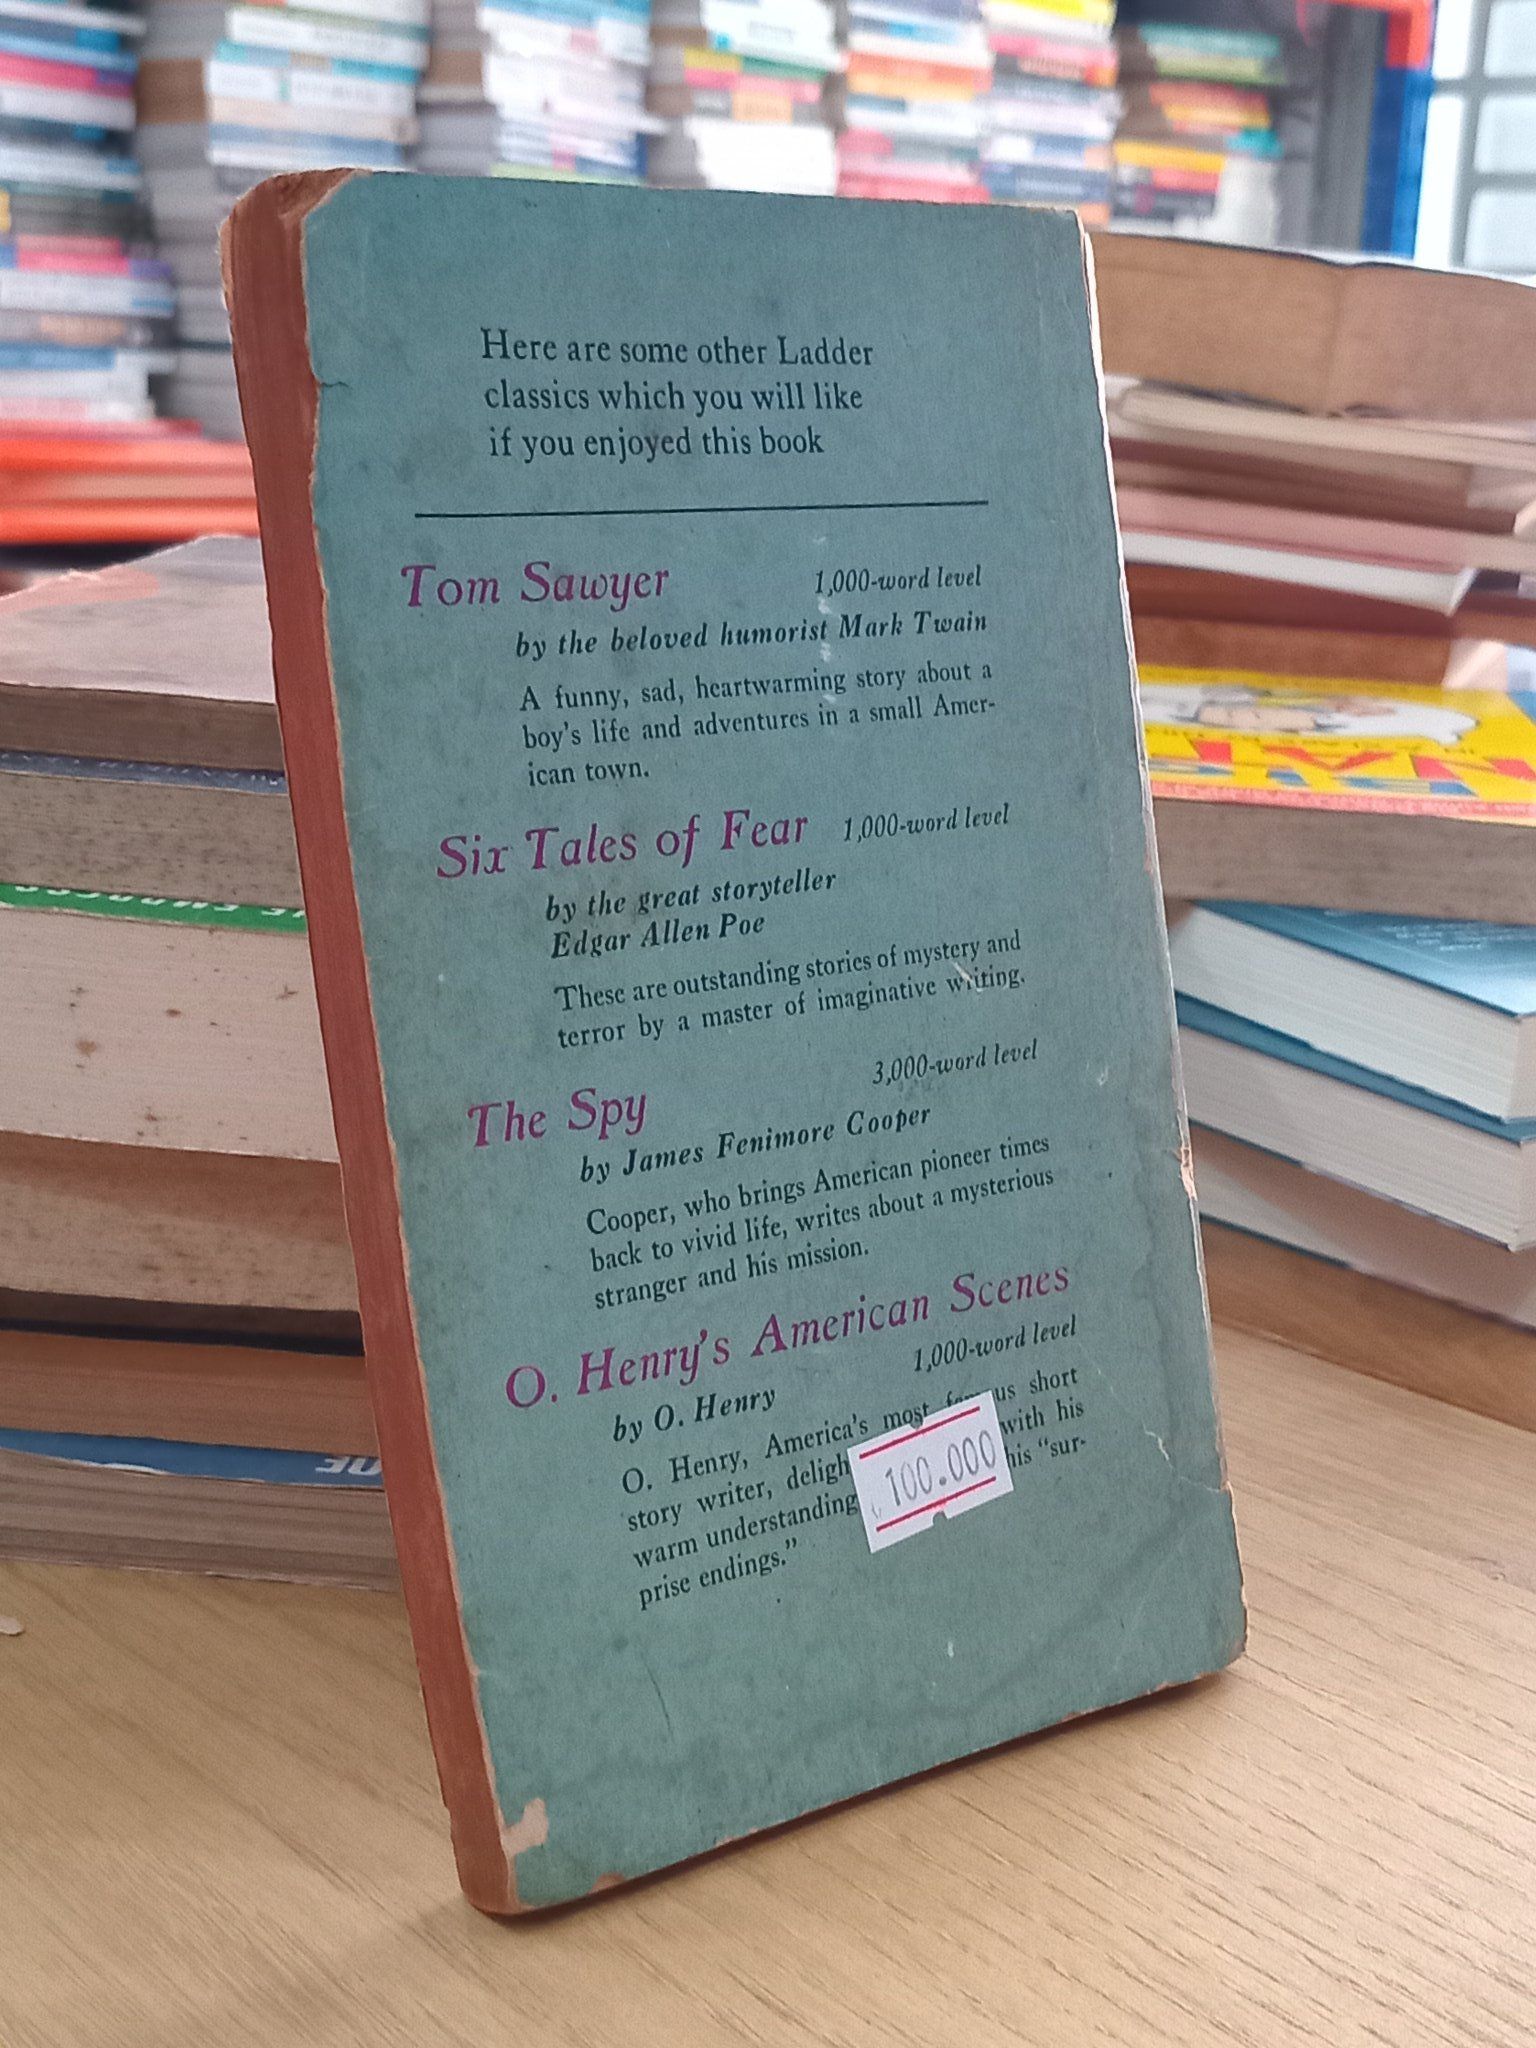 Here are some other Ladder
classics which you will like
if you enjoyed this book
Tom Sawyer 1,000-word level
by the beloved humorist Mark Twain
A funny, sad, heartwarming story about a
boy's life and adventures in a small Amer-
ican town.
Six Tales of Fear 1,000-word level
by the great storyteller
Edgar Allen Poe
These are outstanding stories of mystery and
terror by a master of imaginative writing.
The Spy 3,000-word level
by James Fenimore Cooper
Cooper, who brings American pioneer times
back to vivid life, writes about a mysterious
stranger and his mission.
O. Henry's American Scenes
1,000-word level
by O. Henry
O. Henry, America's most short
story writer, with his
warm understanding his "sur-
prise endings."
100.000